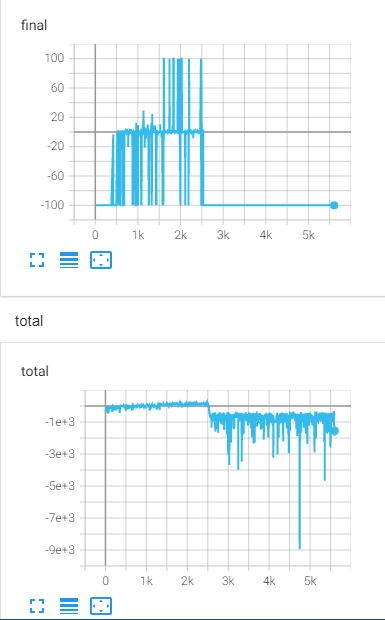 final
100
60
20
-20
-60
-100
0 1k 2k 3k 4k 5k
total
total
-1e+3
-3e+3
-5e+3
-7e+3
-9e+3
0 1k 2k 3k 4k 5k